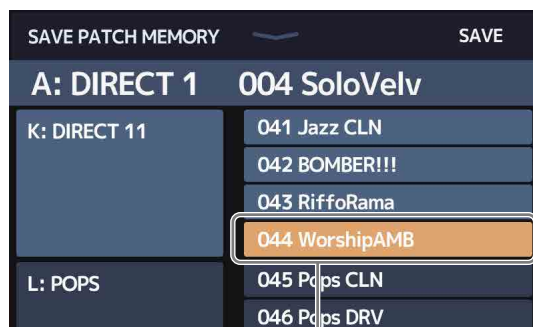 SAVE PATCH MEMORY SAVE
A: DIRECT 1 004 SoloVelv
K: DIRECT 11 041 Jazz CLN
042 BOMBER!!!
043 RiffoRama
044 WorshipAMB
L: POPS 045 Pops CLN
046 Pops DRV